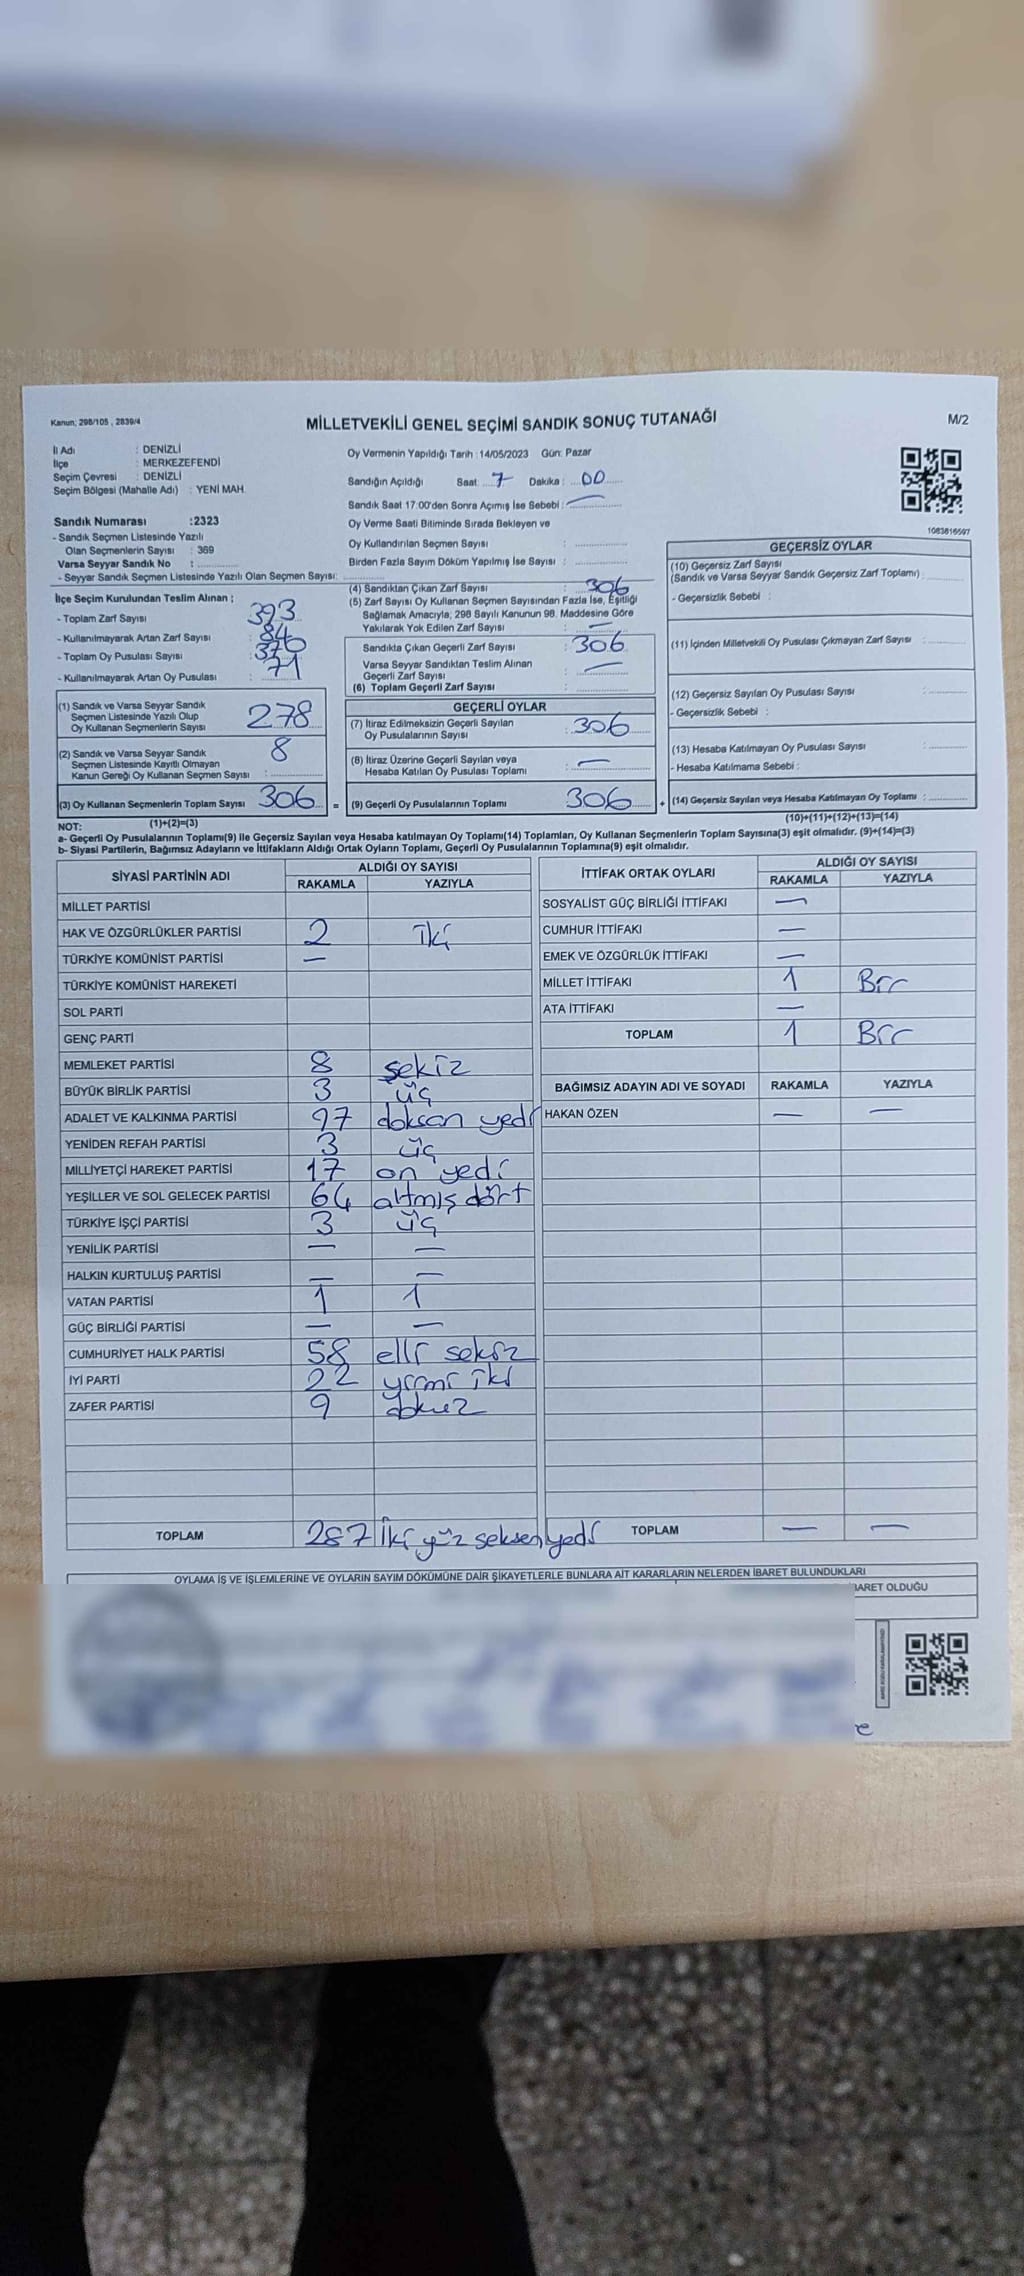 Kanun; 298/105 , 2839/4
MİLLETVEKİLİ GENEL SEÇİMİ SANDIK SONUÇ TUTANAĞI
M/2
İl Adı : DENİZLİ
İlçe : MERKEZEFENDİ
Seçim Çevresi : DENİZLİ
Seçim Bölgesi (Mahalle Adı) : YENİ MAH.
Sandık Numarası :2323
- Sandık Seçmen Listesinde Yazılı
Olan Seçmenlerin Sayısı : 369
Varsa Seyyar Sandık No :
- Seyyar Sandık Seçmen Listesinde Yazılı Olan Seçmen Sayısı:
Oy Vermenin Yapıldığı Tarih :14/05/2023 Gün: Pazar
Sandığın Açıldığı Saat 7 Dakika : 00
Sandık Saat 17:00'den Sonra Açımış İse Sebebi : —
Oy Verme Saati Bitiminde Sırada Bekleyen ve
Oy Kullandırılan Seçmen Sayısı :
Birden Fazla Sayım Döküm Yapılmış İse Sayısı :
1083616597
İlçe Seçim Kurulundan Teslim Alınan ;
- Toplam Zarf Sayısı 393
- Kullanılmayarak Artan Zarf Sayısı : 84
- Toplam Oy Pusulası Sayısı : 376
- Kullanılmayarak Artan Oy Pusulası : 71
(1) Sandık ve Varsa Seyyar Sandık
Seçmen Listesinde Yazılı Olup
Oy Kullanan Seçmenlerin Sayısı 278
(2) Sandık ve Varsa Seyyar Sandık
Seçmen Listesinde Kayıtlı Olmayan
Kanun Gereği Oy Kullanan Seçmen Sayısı : 8
(3) Oy Kullanan Seçmenlerin Toplam Sayısı 306 =
(1)+(2)=(3)
(4) Sandıktan Çıkan Zarf Sayısı : 306
(5) Zarf Sayısı Oy Kullanan Seçmen Sayısından Fazla İse, Eşitliği
Sağlamak Amacıyla; 298 Sayılı Kanunun 98. Maddesine Göre
Yakılarak Yok Edilen Zarf Sayısı : —
Sandıkta Çıkan Geçerli Zarf Sayısı : 306
Varsa Seyyar Sandıktan Teslim Alınan
Geçerli Zarf Sayısı : —
(6) Toplam Geçerli Zarf Sayısı :
GEÇERLİ OYLAR
(7) İtiraz Edilmeksizin Geçerli Sayılan
Oy Pusulalarının Sayısı : 306
(8) İtiraz Üzerine Geçerli Sayılan veya
Hesaba Katılan Oy Pusulası Toplamı : —
(9) Geçerli Oy Pusulalarının Toplamı 306 +
GEÇERSİZ OYLAR
(10) Geçersiz Zarf Sayısı
(Sandık ve Varsa Seyyar Sandık Geçersiz Zarf Toplamı) :
- Geçersizlik Sebebi :
(11) İçinden Milletvekili Oy Pusulası Çıkmayan Zarf Sayısı :
(12) Geçersiz Sayılan Oy Pusulası Sayısı :
- Geçersizlik Sebebi :
(13) Hesaba Katılmayan Oy Pusulası Sayısı :
- Hesaba Katılmama Sebebi :
(14) Geçersiz Sayılan veya Hesaba Katılmayan Oy Toplamı :
(10)+(11)+(12)+(13)=(14)
NOT:
a- Geçerli Oy Pusulalarının Toplamı(9) ile Geçersiz Sayılan veya Hesaba katılmayan Oy Toplamı(14) Toplamları, Oy Kullanan Seçmenlerin Toplam Sayısına(3) eşit olmalıdır. (9)+(14)=(3)
b- Siyasi Partilerin, Bağımsız Adayların ve İttifakların Aldığı Ortak Oyların Toplamı, Geçerli Oy Pusulalarının Toplamına(9) eşit olmalıdır.
SİYASİ PARTİNİN ADI ALDIĞI OY SAYISI
RAKAMLA YAZIYLA
MİLLET PARTİSİ
HAK VE ÖZGÜRLÜKLER PARTİSİ 2 iki
TÜRKİYE KOMÜNİST PARTİSİ —
TÜRKİYE KOMÜNİST HAREKETİ
SOL PARTİ
GENÇ PARTİ
MEMLEKET PARTİSİ 8 sekiz
BÜYÜK BİRLİK PARTİSİ 3 üç
ADALET VE KALKINMA PARTİSİ 97 doksan yedi
YENİDEN REFAH PARTİSİ 3 üç
MİLLİYETÇİ HAREKET PARTİSİ 17 on yedi
YEŞİLLER VE SOL GELECEK PARTİSİ 64 altmış dört
TÜRKİYE İŞÇİ PARTİSİ 3 üç
YENİLİK PARTİSİ — —
HALKIN KURTULUŞ PARTİSİ — —
VATAN PARTİSİ 1 1
GÜÇ BİRLİĞİ PARTİSİ — —
CUMHURİYET HALK PARTİSİ 58 elli sekiz
İYİ PARTİ 22 yirmi iki
ZAFER PARTİSİ 9 dokuz
TOPLAM 287 iki yüz seksen yedi
İTTİFAK ORTAK OYLARI ALDIĞI OY SAYISI
RAKAMLA YAZIYLA
SOSYALİST GÜÇ BİRLİĞİ İTTİFAKI —
CUMHUR İTTİFAKI —
EMEK VE ÖZGÜRLÜK İTTİFAKI —
MİLLET İTTİFAKI 1 Bir
ATA İTTİFAKI —
TOPLAM 1 Bir
BAĞIMSIZ ADAYIN ADI VE SOYADI RAKAMLA YAZIYLA
HAKAN ÖZEN — —
TOPLAM — —
OYLAMA İŞ VE İŞLEMLERİNE VE OYLARIN SAYIM DÖKÜMÜNE DAİR ŞİKAYETLERLE BUNLARA AİT KARARLARIN NELERDEN İBARET BULUNDUKLARI
BARET OLDUĞU